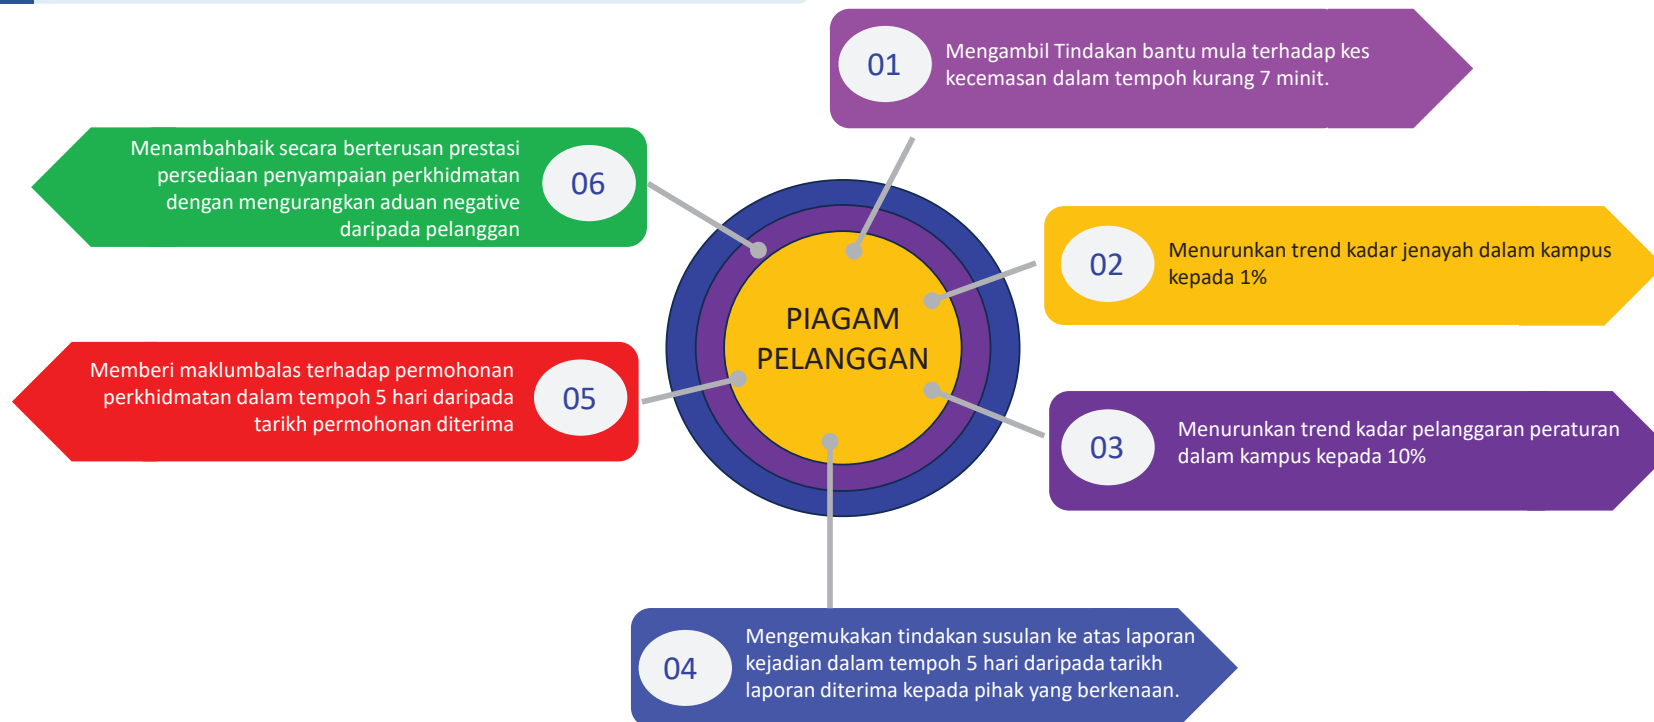 01
Mengambil Tindakan bantu mula terhadap kes
kecemasan dalam tempoh kurang 7 minit.
02
Menurunkan trend kadar jenayah dalam kampus
kepada 1%
03
Menurunkan trend kadar pelanggaran peraturan
dalam kampus kepada 10%
04
Mengemukakan tindakan susulan ke atas laporan
kejadian dalam tempoh 5 hari daripada tarikh
laporan diterima kepada pihak yang berkenaan.
05
Memberi maklumbalas terhadap permohonan
perkhidmatan dalam tempoh 5 hari daripada
tarikh permohonan diterima
06
Menambahbaik secara berterusan prestasi
persediaan penyampaian perkhidmatan
dengan mengurangkan aduan negative
daripada pelanggan
PIAGAM
PELANGGAN